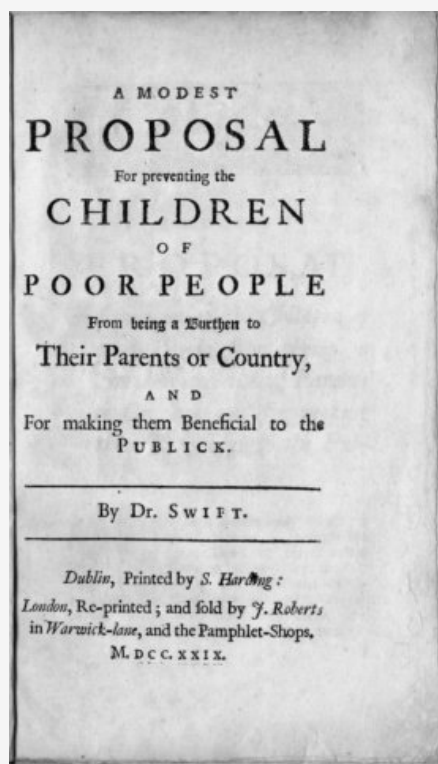 A MODEST
PROPOSAL
For preventing the
CHILDREN
OF
POOR PEOPLE
From being a Burthen to
Their Parents or Country,
AND
For making them Beneficial to the
PUBLICK.
By Dr. SWIFT.
Dublin, Printed by S. Harding:
London, Re-printed; and ſold by J. Roberts
in Warwick-lane, and the Pamphlet-Shops.
M.DCC.XXIX.